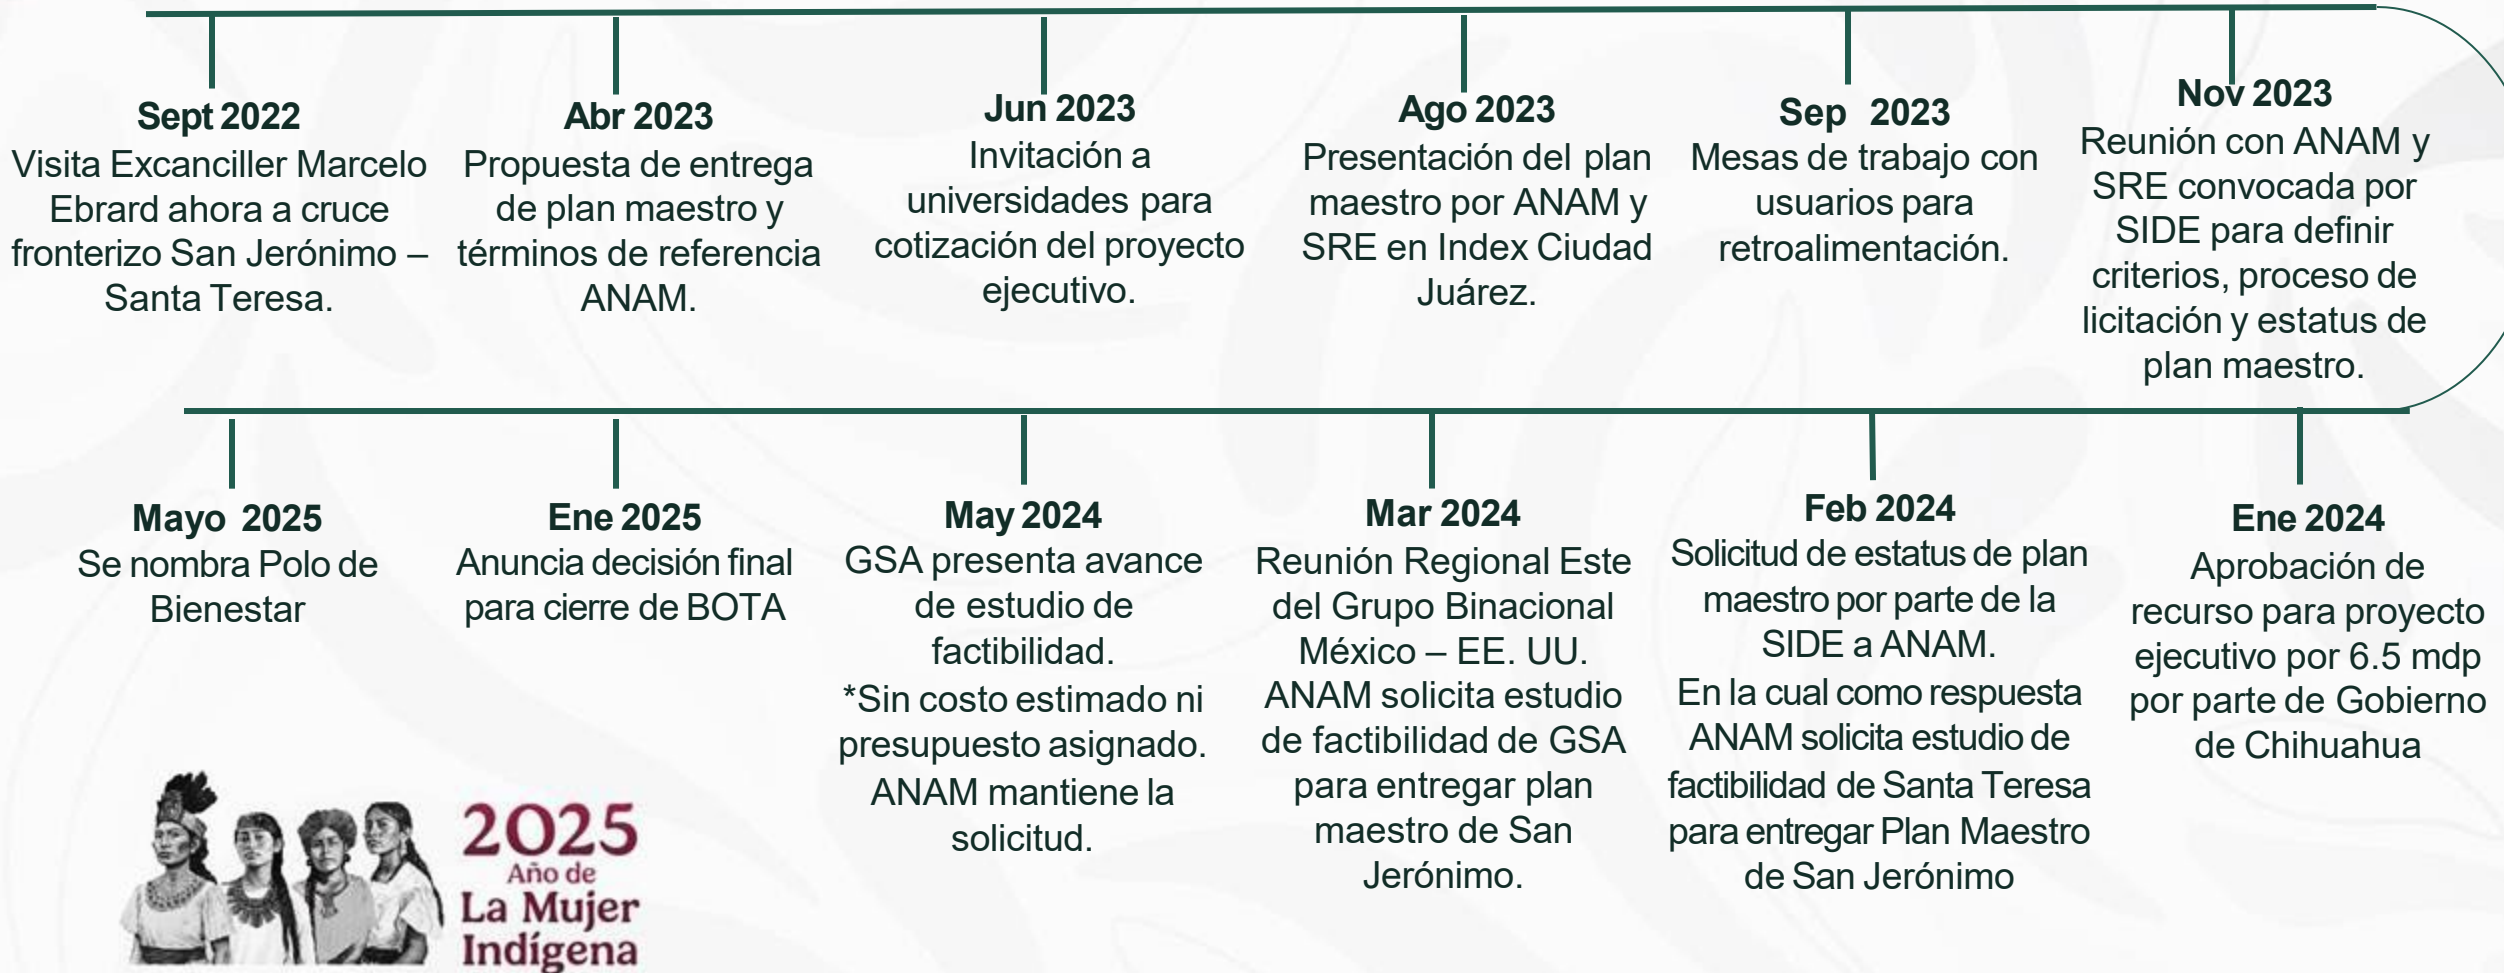 Sept 2022
Visita Excanciller Marcelo
Ebrard ahora a cruce
fronterizo San Jerónimo –
Santa Teresa.
Abr 2023
Propuesta de entrega
de plan maestro y
términos de referencia
ANAM.
Jun 2023
Invitación a
universidades para
cotización del proyecto
ejecutivo.
Ago 2023
Presentación del plan
maestro por ANAM y
SRE en Index Ciudad
Juárez.
Sep 2023
Mesas de trabajo con
usuarios para
retroalimentación.
Nov 2023
Reunión con ANAM y
SRE convocada por
SIDE para definir
criterios, proceso de
licitación y estatus de
plan maestro.
Mayo 2025
Se nombra Polo de
Bienestar
Ene 2025
Anuncia decisión final
para cierre de BOTA
May 2024
GSA presenta avance
de estudio de
factibilidad.
*Sin costo estimado ni
presupuesto asignado.
ANAM mantiene la
solicitud.
Mar 2024
Reunión Regional Este
del Grupo Binacional
México – EE. UU.
ANAM solicita estudio
de factibilidad de GSA
para entregar plan
maestro de San
Jerónimo.
Feb 2024
Solicitud de estatus de plan
maestro por parte de la
SIDE a ANAM.
En la cual como respuesta
ANAM solicita estudio de
factibilidad de Santa Teresa
para entregar Plan Maestro
de San Jerónimo
Ene 2024
Aprobación de
recurso para proyecto
ejecutivo por 6.5 mdp
por parte de Gobierno
de Chihuahua
2025
Año de
La Mujer
Indígena